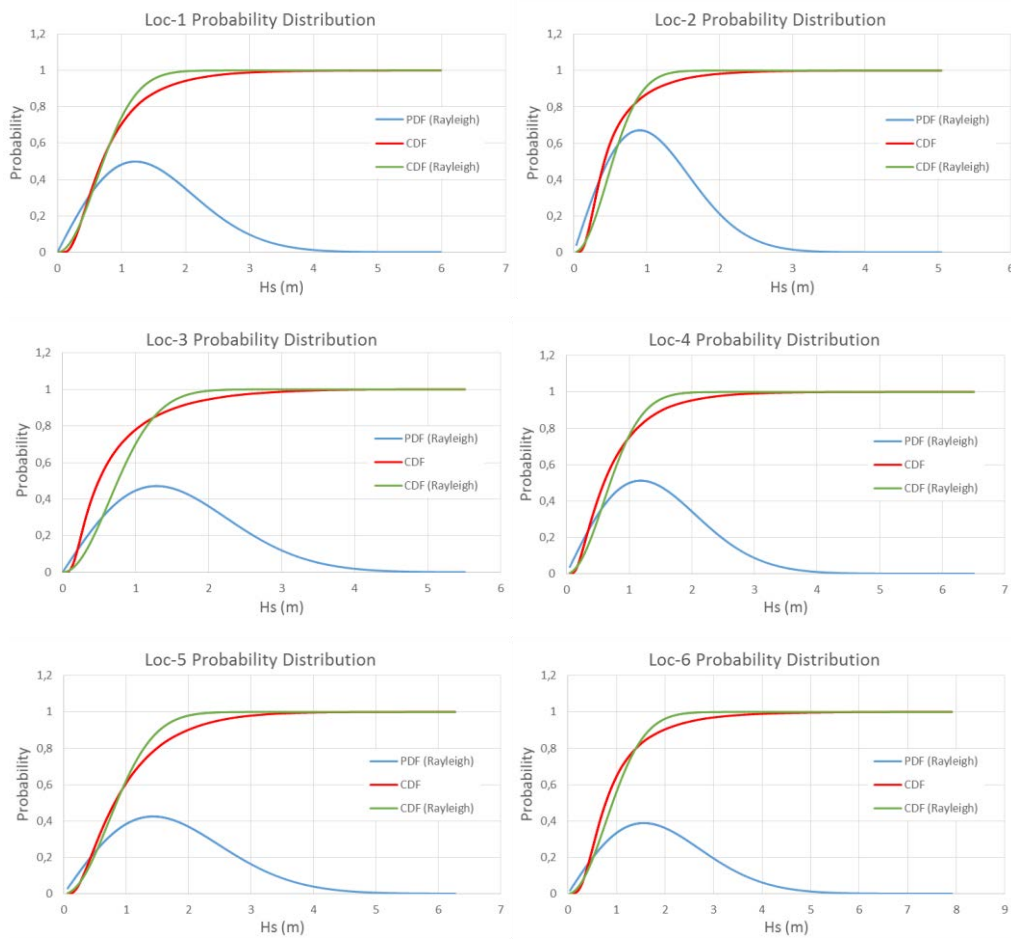 Loc-1 Probability Distribution
1,2
1
0,8
0,6
0,4
0,2
0
Probability
PDF (Rayleigh)
CDF
CDF (Rayleigh)
0 1 2 3 4 5 6 7
Hs (m)
Loc-2 Probability Distribution
1,2
1
0,8
0,6
0,4
0,2
0
Probability
PDF (Rayleigh)
CDF
CDF (Rayleigh)
0 1 2 3 4 5 6
Hs (m)
Loc-3 Probability Distribution
1,2
1
0,8
0,6
0,4
0,2
0
Probability
PDF (Rayleigh)
CDF
CDF (Rayleigh)
0 1 2 3 4 5 6
Hs (m)
Loc-4 Probability Distribution
1,2
1
0,8
0,6
0,4
0,2
0
Probability
PDF (Rayleigh)
CDF
CDF (Rayleigh)
0 1 2 3 4 5 6 7
Hs (m)
Loc-5 Probability Distribution
1,2
1
0,8
0,6
0,4
0,2
0
Probability
PDF (Rayleigh)
CDF
CDF (Rayleigh)
0 1 2 3 4 5 6 7
Hs (m)
Loc-6 Probability Distribution
1,2
1
0,8
0,6
0,4
0,2
0
Probability
PDF (Rayleigh)
CDF
CDF (Rayleigh)
0 1 2 3 4 5 6 7 8 9
Hs (m)